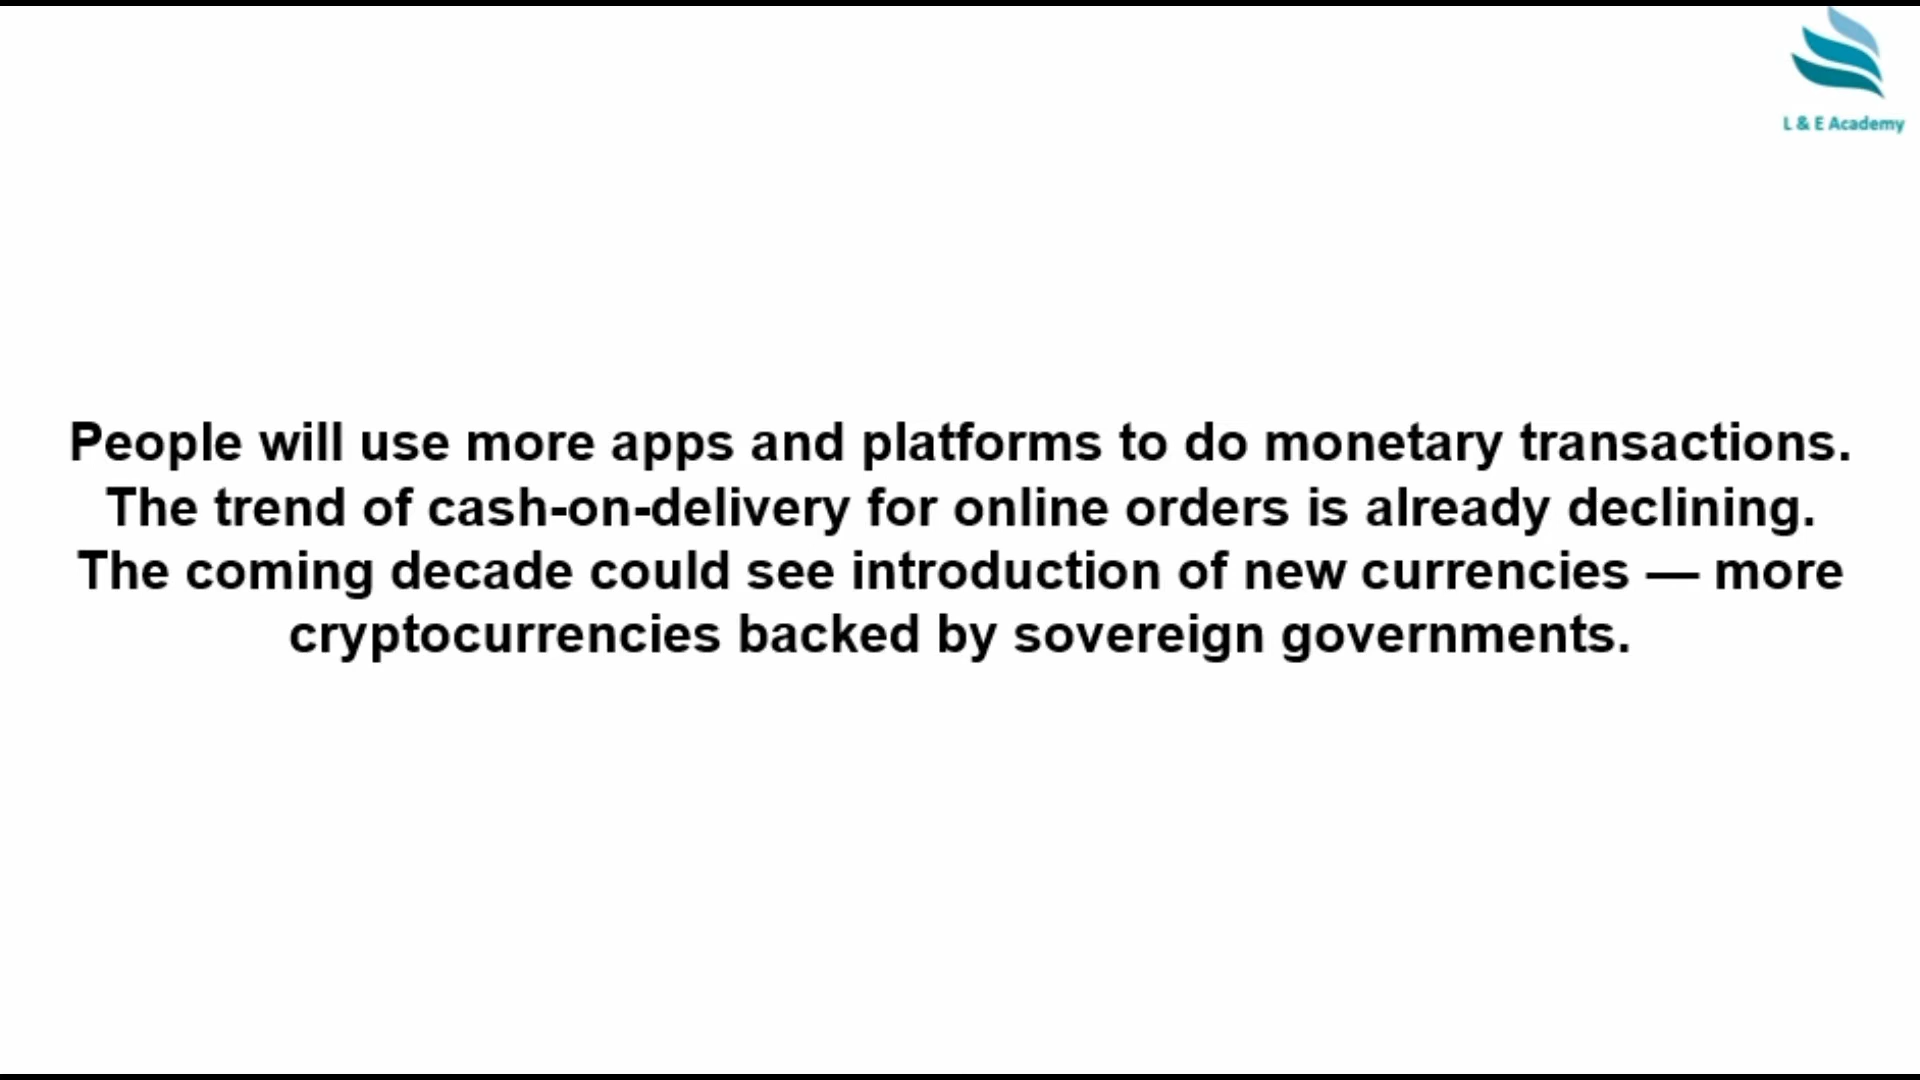 L & E Academy
People will use more apps and platforms to do monetary transactions.
The trend of cash-on-delivery for online orders is already declining.
The coming decade could see introduction of new currencies — more
cryptocurrencies backed by sovereign governments.